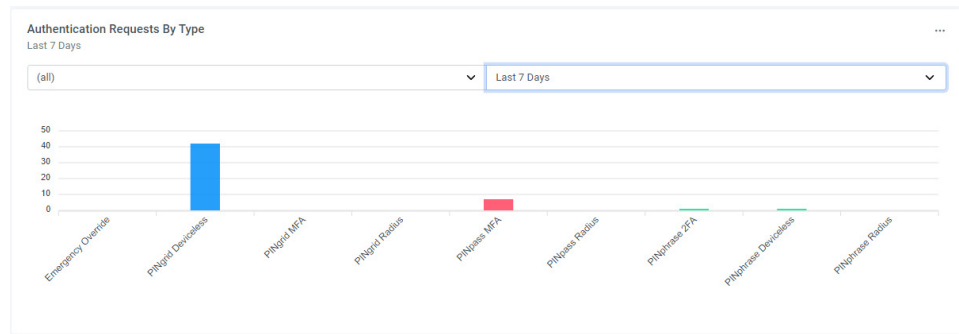 Authentication Requests By Type
...
Last 7 Days
(all)
Last 7 Days
50
40
30
20
10
0
Emergency Override
PINgrid Deviceless
PINgrid MFA
PINgrid Radius
PINpass MFA
PINpass Radius
PINphrase 2FA
PINphrase Deviceless
PINphrase Radius